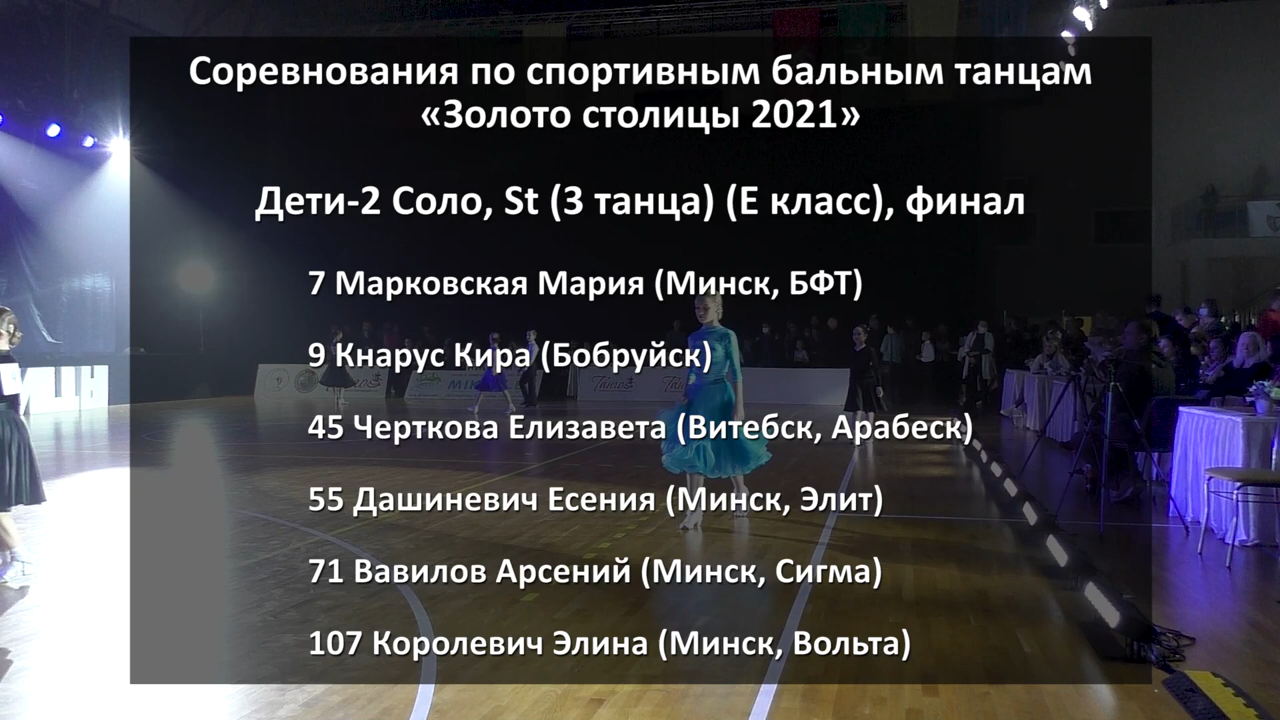 Соревнования по спортивным бальным танцам
«Золото столицы 2021»
Дети-2 Соло, St (3 танца) (E класс), финал
7 Марковская Мария (Минск, БФТ)
9 Кнарус Кира (Бобруйск)
45 Черткова Елизавета (Витебск, Арабеск)
55 Дашиневич Есения (Минск, Элит)
71 Вавилов Арсений (Минск, Сигма)
107 Королевич Элина (Минск, Вольта)